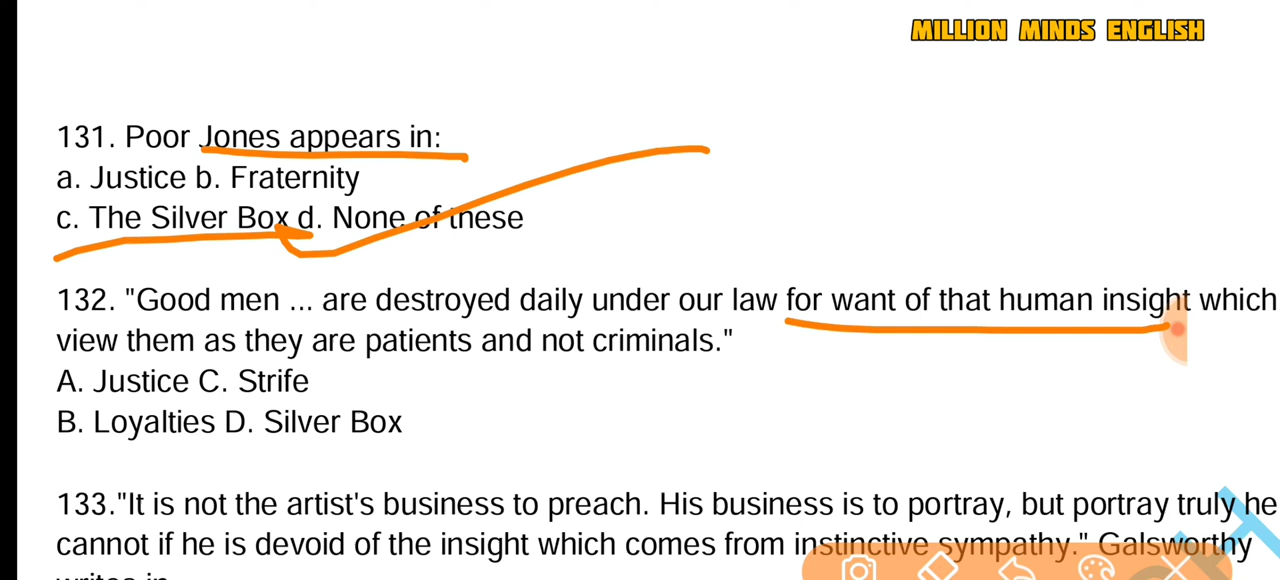 MILLION MINDS ENGLISH
131. Poor Jones appears in:
a. Justice b. Fraternity
c. The Silver Box d. None of these
132. "Good men ... are destroyed daily under our law for want of that human insight which
view them as they are patients and not criminals."
A. Justice C. Strife
B. Loyalties D. Silver Box
133."It is not the artist's business to preach. His business is to portray, but portray truly he
cannot if he is devoid of the insight which comes from instinctive sympathy." Galsworthy